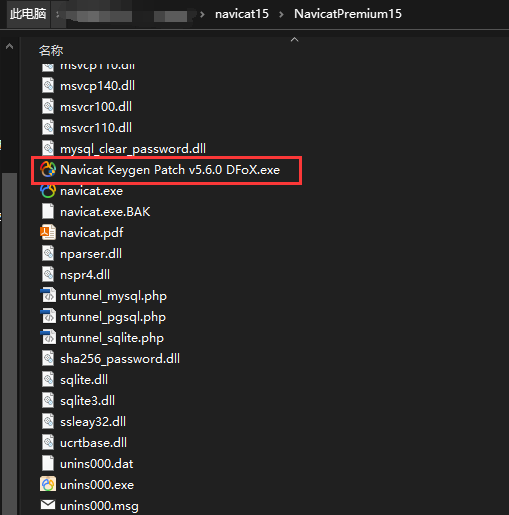 此电脑 › › navicat15 › NavicatPremium15
名称
msvcp110.dll
msvcp140.dll
msvcr100.dll
msvcr110.dll
mysql_clear_password.dll
Navicat Keygen Patch v5.6.0 DFoX.exe
navicat.exe
navicat.exe.BAK
navicat.pdf
nparser.dll
nspr4.dll
ntunnel_mysql.php
ntunnel_pgsql.php
ntunnel_sqlite.php
sha256_password.dll
sqlite.dll
sqlite3.dll
ssleay32.dll
ucrtbase.dll
unins000.dat
unins000.exe
unins000.msg